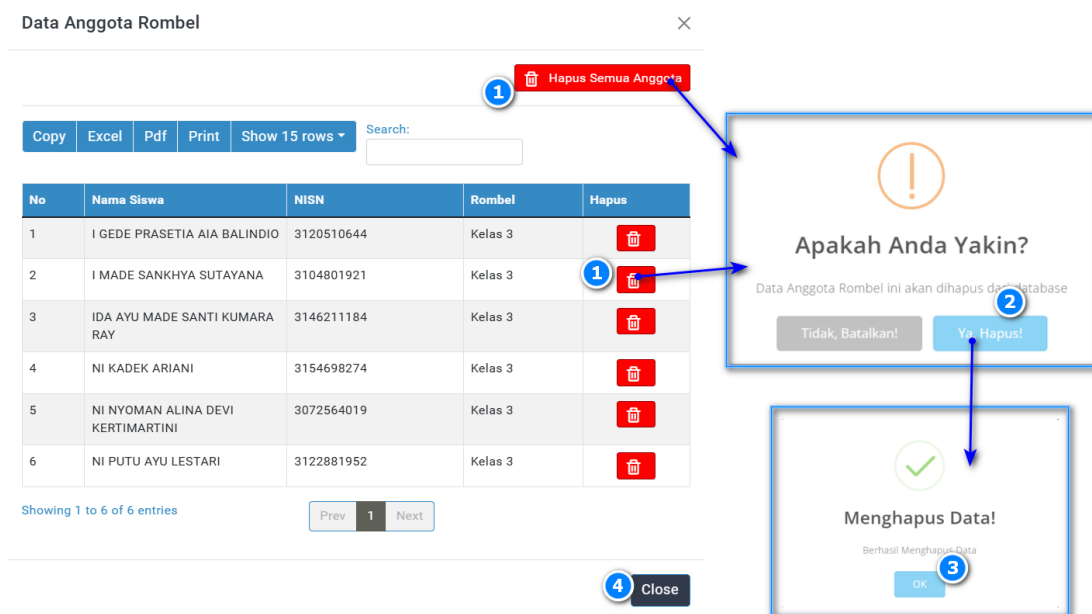 Data Anggota Rombel
Hapus Semua Anggota
1
Copy Excel Pdf Print Show 15 rows
Search:
No Nama Siswa NISN Rombel Hapus
1 I GEDE PRASETIA AIA BALINDIO 3120510644 Kelas 3
2 I MADE SANKHYA SUTAYANA 3104801921 Kelas 3
1
3 IDA AYU MADE SANTI KUMARA 3146211184 Kelas 3
RAY
4 NI KADEK ARIANI 3154698274 Kelas 3
5 NI NYOMAN ALINA DEVI 3072564019 Kelas 3
KERTIMARTINI
6 NI PUTU AYU LESTARI 3122881952 Kelas 3
Showing 1 to 6 of 6 entries
Prev 1 Next
4
Close
Apakah Anda Yakin?
Data Anggota Rombel ini akan dihapus dari database
2
Tidak, Batalkan! Ya, Hapus!
Menghapus Data!
Berhasil Menghapus Data
3
OK